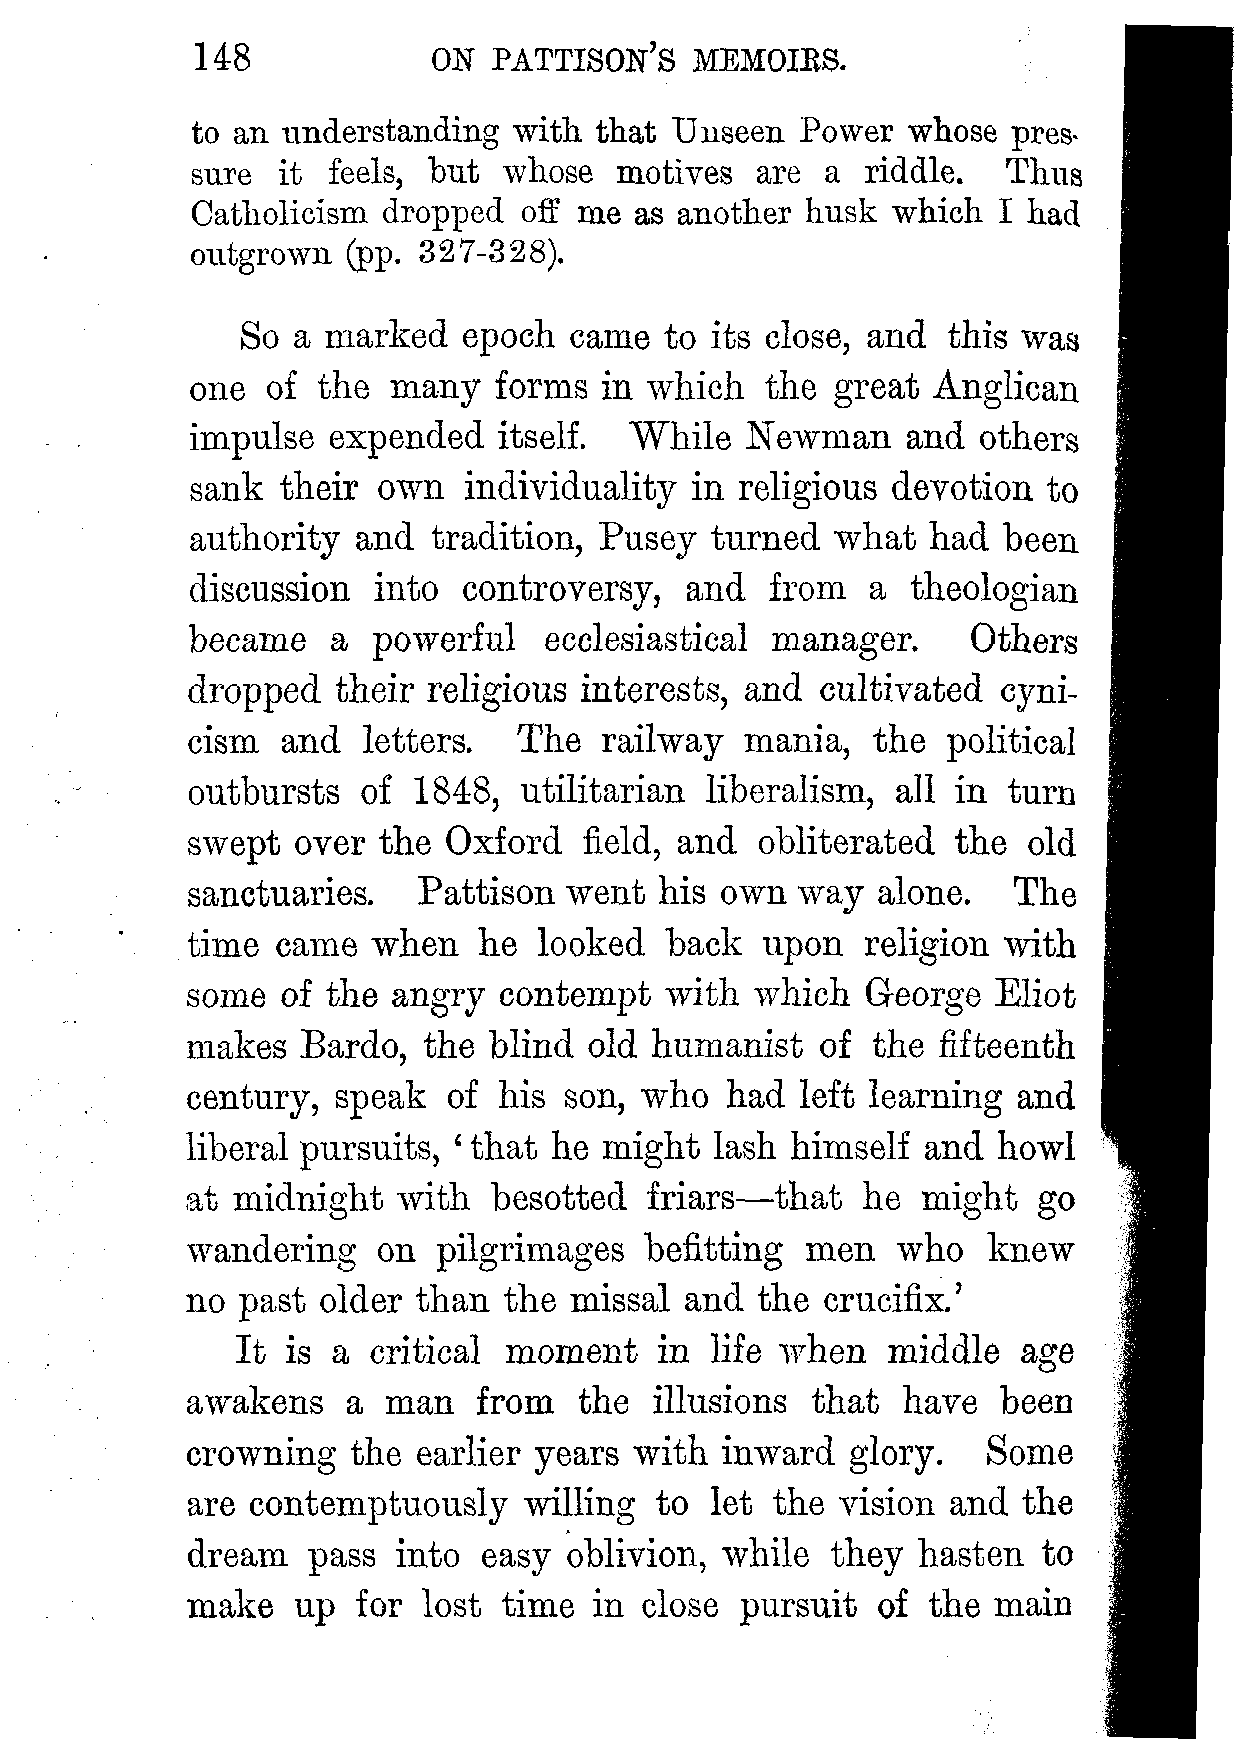 148 ON PATTISON'S MEMOIRS.
to an understanding with that Unseen Power whose pres-
sure it feels, but whose motives are a riddle. Thus
Catholicism dropped off me as another husk which I had
outgrown (pp. 327-328).
So a marked epoch came to its close, and this was
one of the many forms in which the great Anglican
impulse expended itself. While Newman and others
sank their own individuality in religious devotion to
authority and tradition, Pusey turned what had been
discussion into controversy, and from a theologian
became a powerful ecclesiastical manager. Others
dropped their religious interests, and cultivated cyni-
cism and letters. The railway mania, the political
outbursts of 1848, utilitarian liberalism, all in turn
swept over the Oxford field, and obliterated the old
sanctuaries. Pattison went his own way alone. The
time came when he looked back upon religion with
some of the angry contempt with which George Eliot
makes Bardo, the blind old humanist of the fifteenth
century, speak of his son, who had left learning and
liberal pursuits, ‘that he might lash himself and howl
at midnight with besotted friars—that he might go
wandering on pilgrimages befitting men who knew
no past older than the missal and the crucifix.’
It is a critical moment in life when middle age
awakens a man from the illusions that have been
crowning the earlier years with inward glory. Some
are contemptuously willing to let the vision and the
dream pass into easy oblivion, while they hasten to
make up for lost time in close pursuit of the main